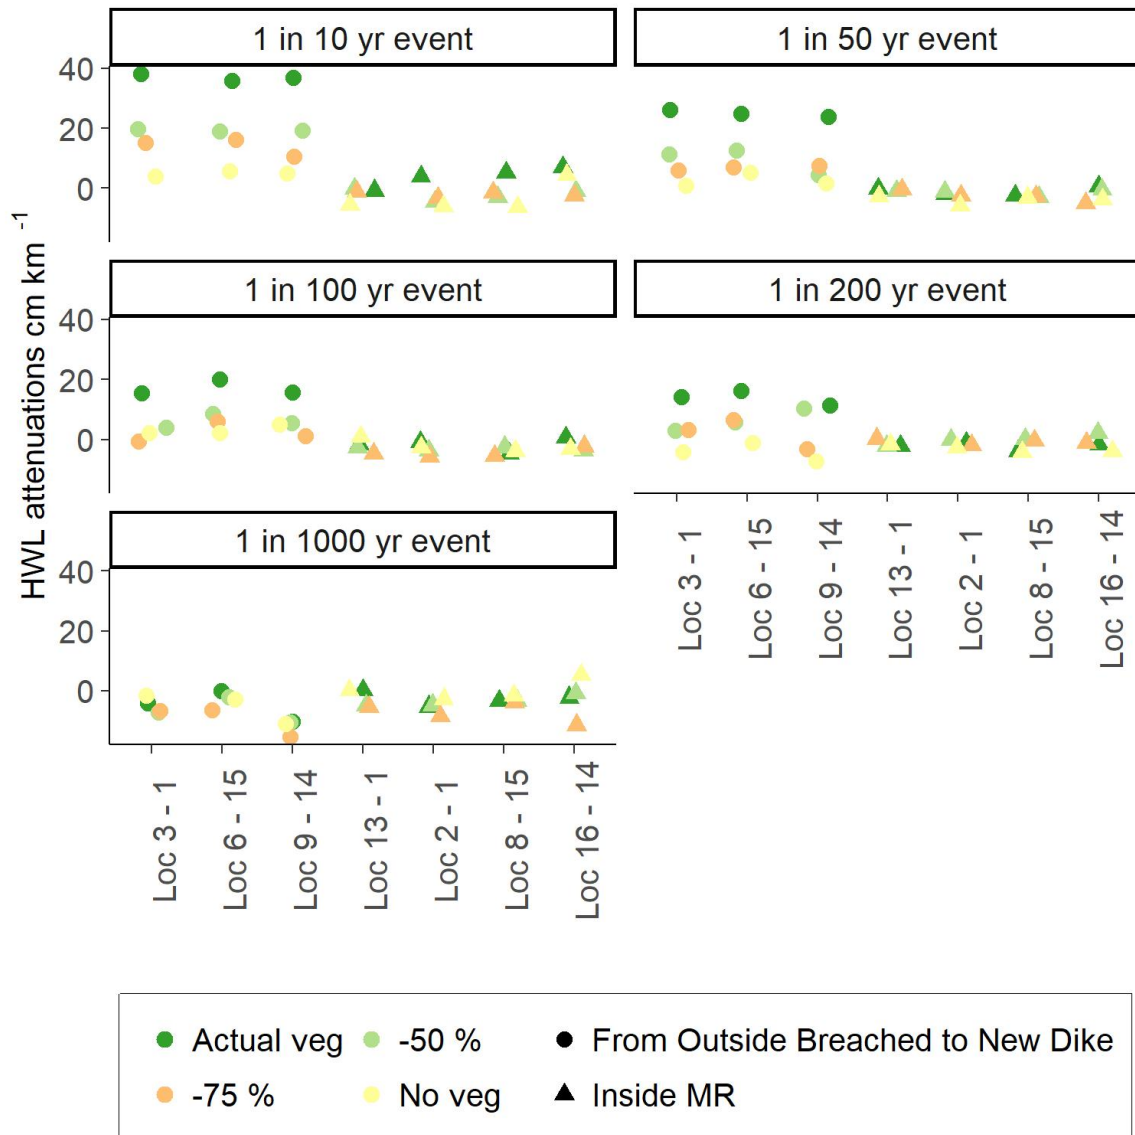 1 in 10 yr event
1 in 50 yr event
40
20
0
1 in 100 yr event
1 in 200 yr event
40
20
0
HWL attenuations cm km -1
1 in 1000 yr event
40
20
0
Loc 3 - 1
Loc 6 - 15
Loc 9 - 14
Loc 13 - 1
Loc 2 - 1
Loc 8 - 15
Loc 16 - 14
Loc 3 - 1
Loc 6 - 15
Loc 9 - 14
Loc 13 - 1
Loc 2 - 1
Loc 8 - 15
Loc 16 - 14
Actual veg
-50 %
From Outside Breached to New Dike
-75 %
No veg
Inside MR